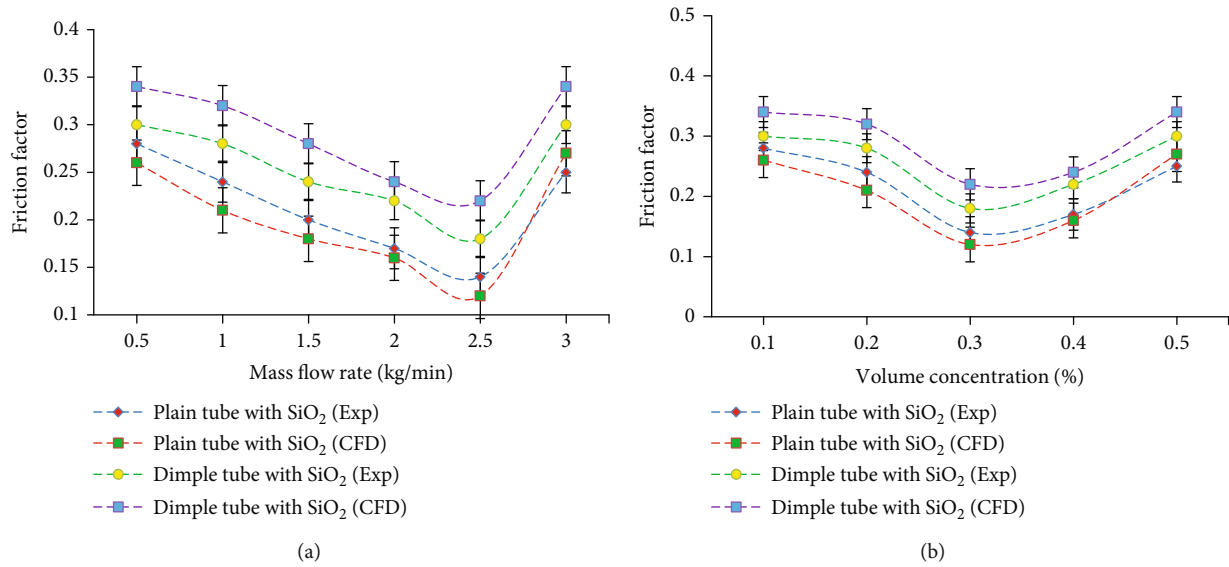 0.4
0.35
0.3
0.25
0.2
0.15
0.1
Friction factor
0.5 1 1.5 2 2.5 3
Mass flow rate (kg/min)
Plain tube with SiO₂ (Exp)
Plain tube with SiO₂ (CFD)
Dimple tube with SiO₂ (Exp)
Dimple tube with SiO₂ (CFD)
(a)
0.5
0.4
0.3
0.2
0.1
0
Friction factor
0.1 0.2 0.3 0.4 0.5
Volume concentration (%)
Plain tube with SiO₂ (Exp)
Plain tube with SiO₂ (CFD)
Dimple tube with SiO₂ (Exp)
Dimple tube with SiO₂ (CFD)
(b)